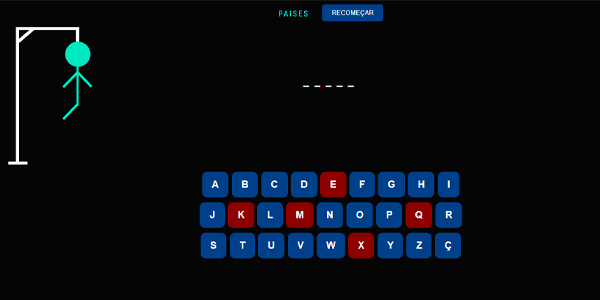 PAISES RECOMEÇAR
_ _ _ _ _
A B C D E F G H I
J K L M N O P Q R
S T U V W X Y Z Ç